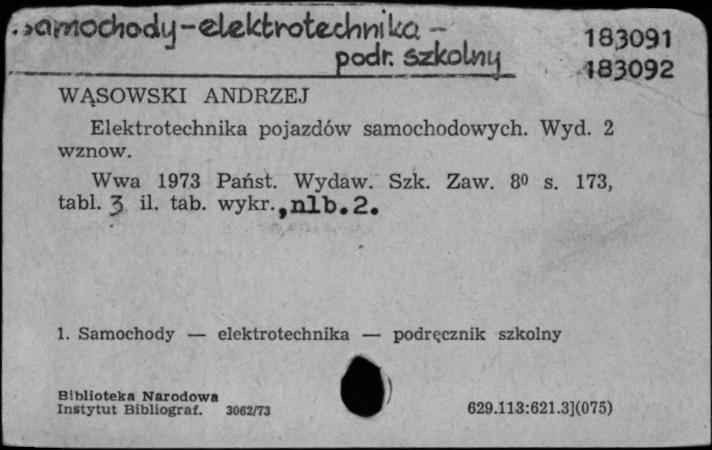 samochody-elektrotechnika -
podr. szkolny
183091
183092
WĄSOWSKI ANDRZEJ
Elektrotechnika pojazdów samochodowych. Wyd. 2
wznow.
Wwa 1973 Państ. Wydaw. Szk. Zaw. 8⁰ s. 173,
tabl. 3 il. tab. wykr.,nlb.2.
1. Samochody — elektrotechnika — podręcznik szkolny
Biblioteka Narodowa
Instytut Bibliograf. 3062/73
629.113:621.3](075)